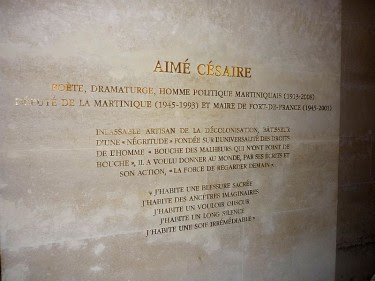 AIMÉ CÉSAIRE
POÈTE, DRAMATURGE, HOMME POLITIQUE MARTINIQUAIS (1913-2008)
DÉPUTÉ DE LA MARTINIQUE (1945-1993) ET MAIRE DE FORT-DE-FRANCE (1945-2001)
INLASSABLE ARTISAN DE LA DÉCOLONISATION, BÂTISSEUR
D'UNE « NÉGRITUDE » FONDÉE SUR L'UNIVERSALITÉ DES DROITS
DE L'HOMME, « BOUCHE DES MALHEURS QUI N'ONT POINT DE
BOUCHE », IL A VOULU DONNER AU MONDE, PAR SES ÉCRITS ET
SON ACTION, « LA FORCE DE REGARDER DEMAIN ».
« J'HABITE UNE BLESSURE SACRÉE
J'HABITE DES ANCÊTRES IMAGINAIRES
J'HABITE UN VOULOIR OBSCUR
J'HABITE UN LONG SILENCE
J'HABITE UNE SOIF IRRÉMÉDIABLE »